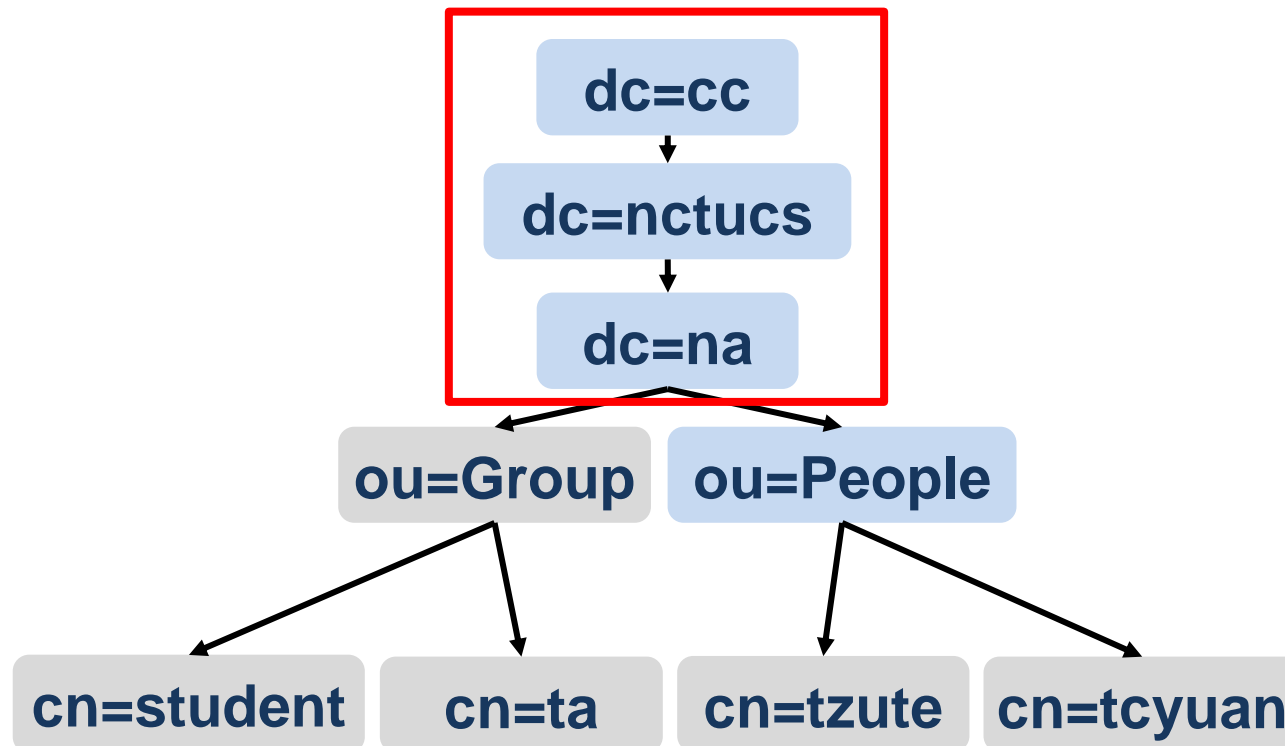 dc=cc
dc=nctucs
dc=na
ou=Group
ou=People
cn=student
cn=ta
cn=tzute
cn=tcyuan